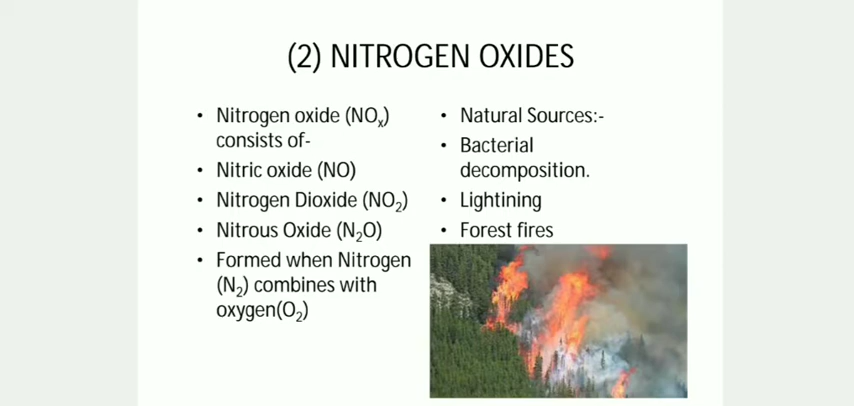 (2) NITROGEN OXIDES
• Nitrogen oxide (NOₓ)
consists of-
• Nitric oxide (NO)
• Nitrogen Dioxide (NO₂)
• Nitrous Oxide (N₂O)
• Formed when Nitrogen
(N₂) combines with
oxygen(O₂)
• Natural Sources:-
• Bacterial
decomposition.
• Lightining
• Forest fires